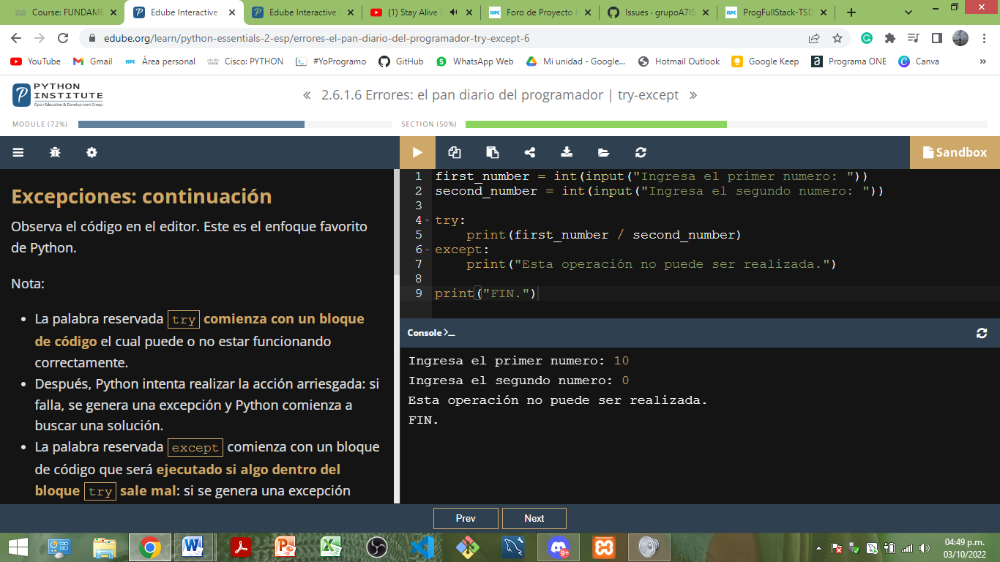 Course: FUNDAME
Edube Interactive
Edube Interactive
(1) Stay Alive (
Foro de Proyecto I
Issues · grupoA7IS
ProgFullStack-TSD
edube.org/learn/python-essentials-2-esp/errores-el-pan-diario-del-programador-try-except-6
YouTube
Gmail
Área personal
Cisco: PYTHON
#YoProgramo
GitHub
WhatsApp Web
Mi unidad - Google...
Hotmail Outlook
Google Keep
Programa ONE
Canva
»
PYTHON
INSTITUTE
Open Education & Development Group
« 2.6.1.6 Errores: el pan diario del programador | try-except »
MODULE (72%)
SECTION (50%)
Sandbox
Excepciones: continuación
Observa el código en el editor. Este es el enfoque favorito
de Python.
Nota:
• La palabra reservada try comienza con un bloque
de código el cual puede o no estar funcionando
correctamente.
• Después, Python intenta realizar la acción arriesgada: si
falla, se genera una excepción y Python comienza a
buscar una solución.
• La palabra reservada except comienza con un bloque
de código que será ejecutado si algo dentro del
bloque try sale mal: si se genera una excepción
1 first_number = int(input("Ingresa el primer numero: "))
2 second_number = int(input("Ingresa el segundo numero: "))
3
4 try:
5     print(first_number / second_number)
6 except:
7     print("Esta operación no puede ser realizada.")
8
9 print("FIN.")
Console >_
Ingresa el primer numero: 10
Ingresa el segundo numero: 0
Esta operación no puede ser realizada.
FIN.
Prev
Next
9+
04:49 p.m.
03/10/2022